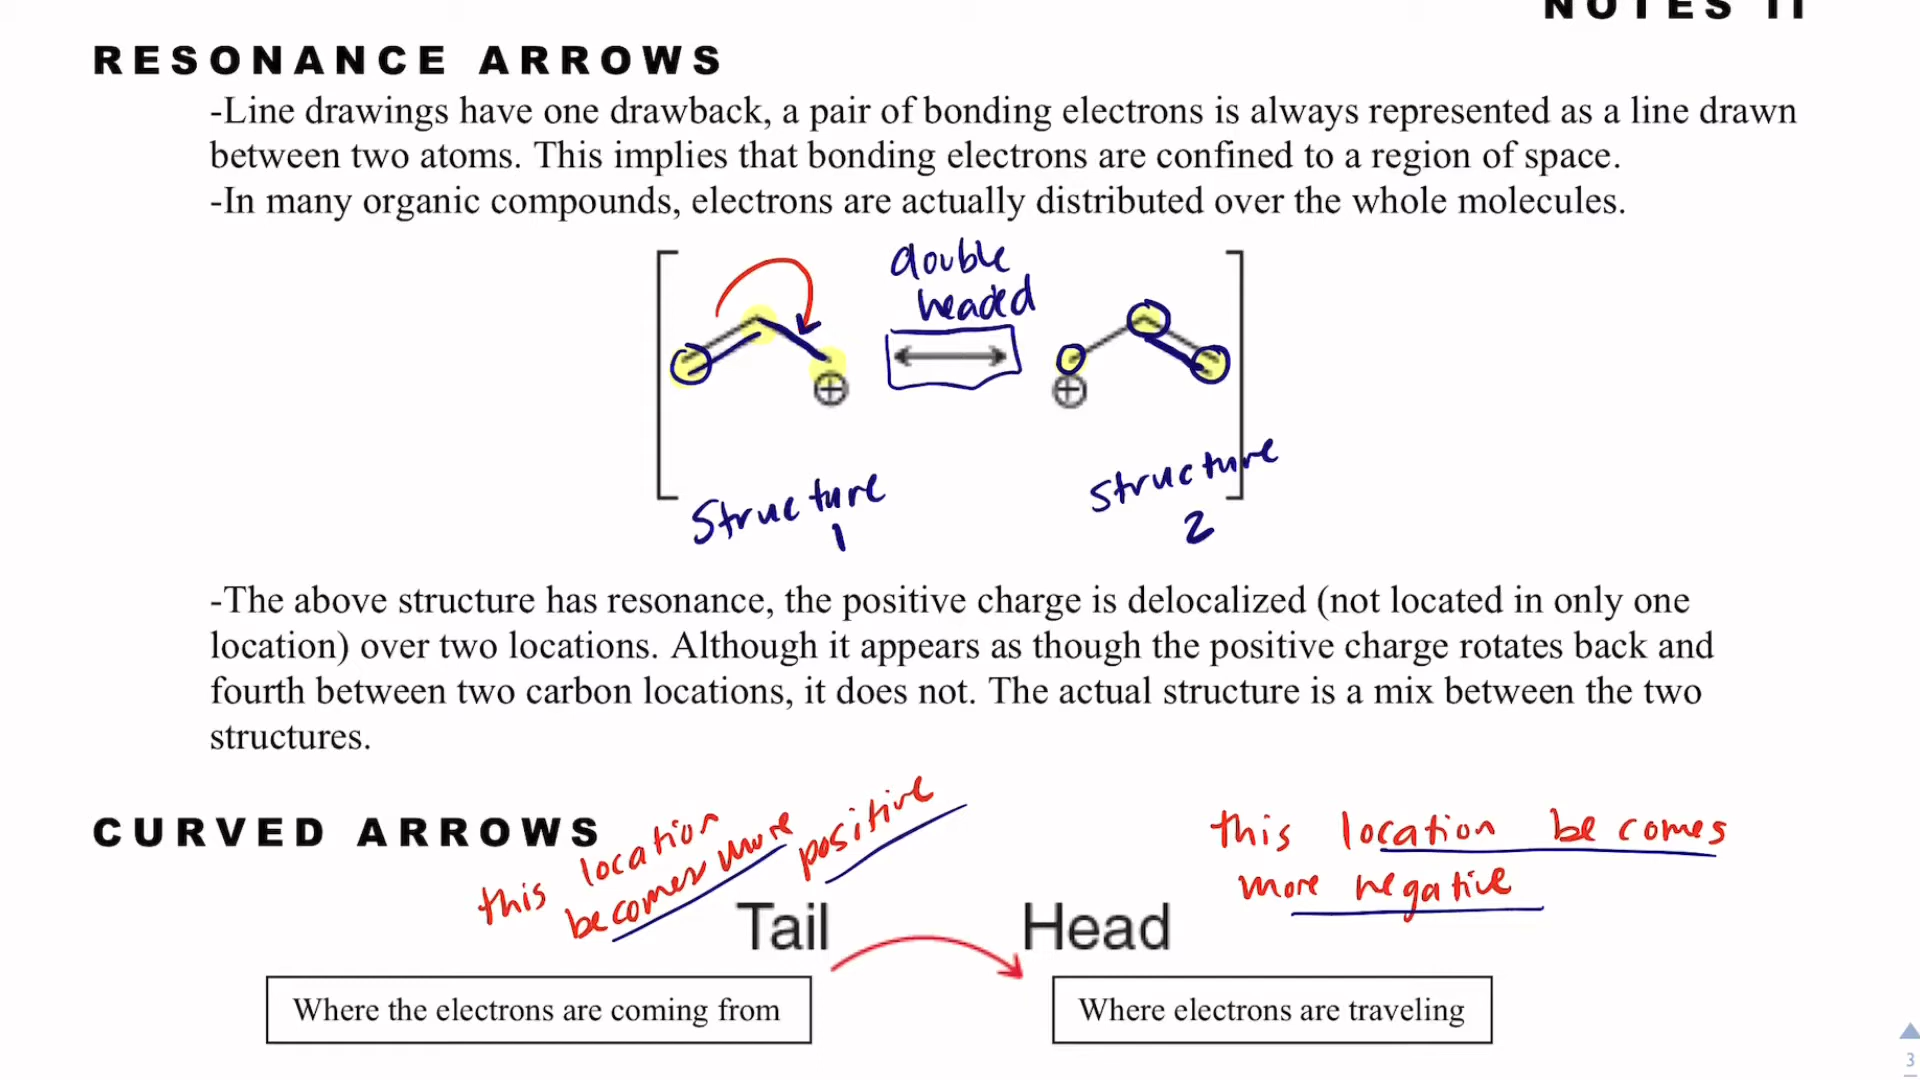 NOTES II
RESONANCE ARROWS
-Line drawings have one drawback, a pair of bonding electrons is always represented as a line drawn
between two atoms. This implies that bonding electrons are confined to a region of space.
-In many organic compounds, electrons are actually distributed over the whole molecules.
double
headed
⊕
⊕
Structure
1
Structure
2
-The above structure has resonance, the positive charge is delocalized (not located in only one
location) over two locations. Although it appears as though the positive charge rotates back and
fourth between two carbon locations, it does not. The actual structure is a mix between the two
structures.
CURVED ARROWS
this location
becomes more positive
this location becomes
more negative
Tail
Head
Where the electrons are coming from
Where electrons are traveling
3